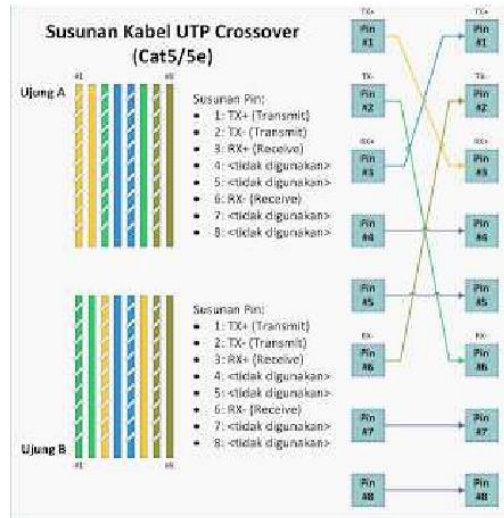 Susunan Kabel UTP Crossover
(Cat5/5e)
Ujung A
#1
#8
Susunan Pin:
• 1: TX+ (Transmit)
• 2: TX- (Transmit)
• 3: RX+ (Receive)
• 4: <tidak digunakan>
• 5: <tidak digunakan>
• 6: RX- (Receive)
• 7: <tidak digunakan>
• 8: <tidak digunakan>
Susunan Pin:
• 1: TX+ (Transmit)
• 2: TX- (Transmit)
• 3: RX+ (Receive)
• 4: <tidak digunakan>
• 5: <tidak digunakan>
• 6: RX- (Receive)
• 7: <tidak digunakan>
• 8: <tidak digunakan>
Ujung B
#1
#8
TX+
Pin
#1
TX+
Pin
#1
TX-
Pin
#2
TX-
Pin
#2
RX+
Pin
#3
RX+
Pin
#3
Pin
#4
Pin
#4
Pin
#5
Pin
#5
RX-
Pin
#6
RX-
Pin
#6
Pin
#7
Pin
#7
Pin
#8
Pin
#8